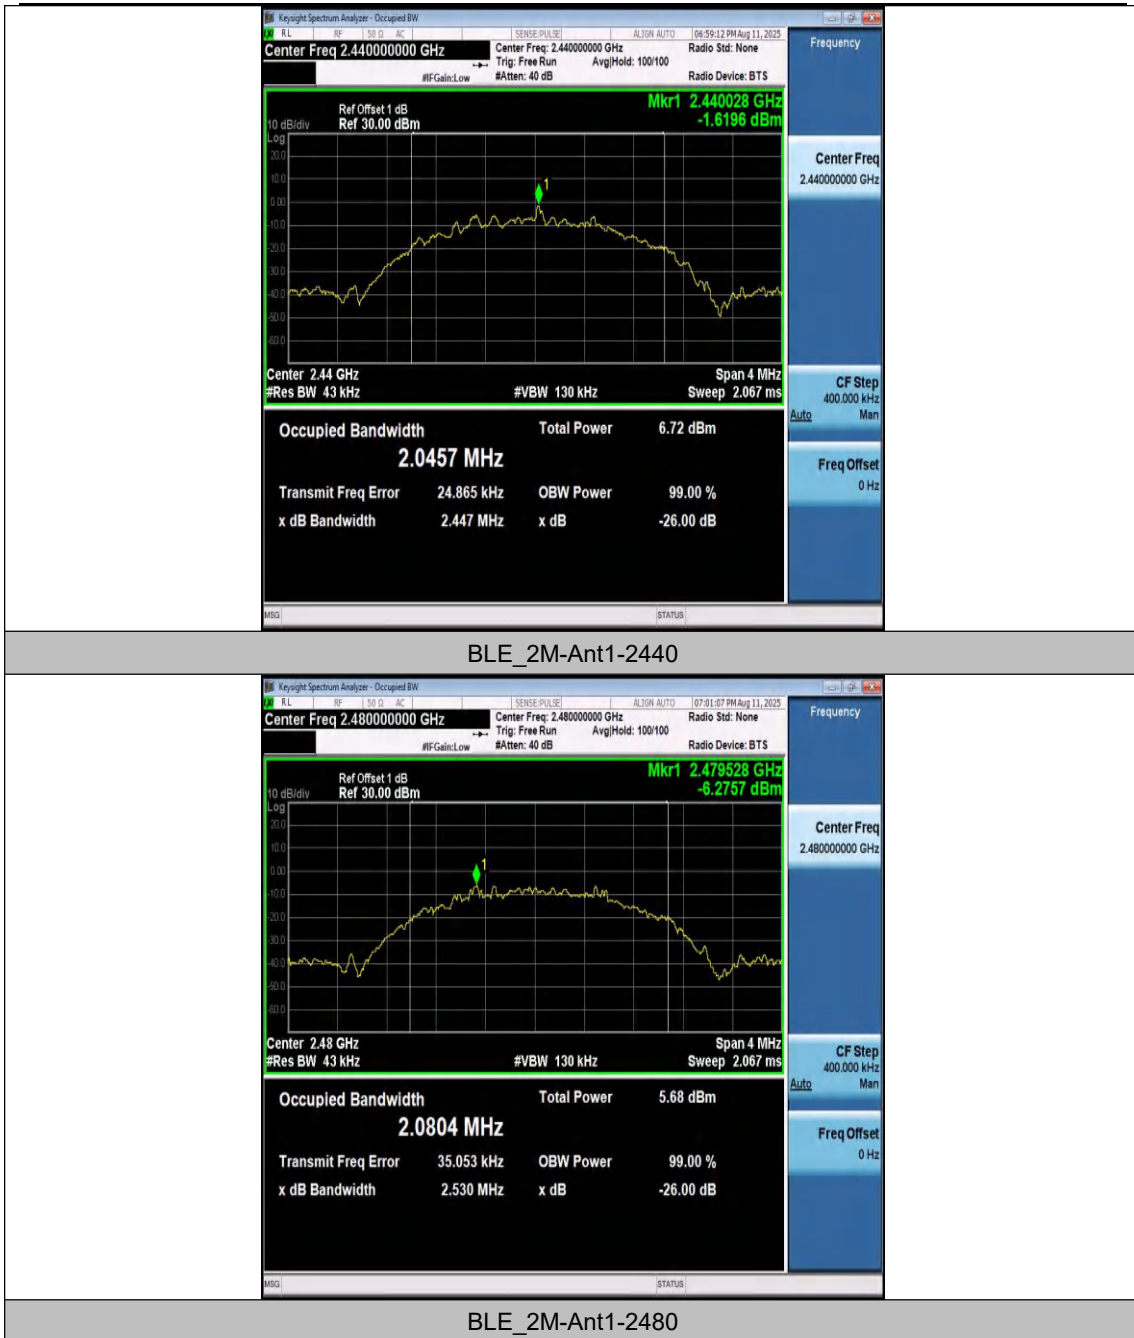 Keysight Spectrum Analyzer - Occupied BW
RL RF 50 Ω AC SENSE:PULSE ALIGN AUTO 06:59:12 PM Aug 11, 2025
Center Freq 2.440000000 GHz
Center Freq: 2.440000000 GHz Radio Std: None
Trig: Free Run Avg|Hold: 100/100
#IFGain:Low #Atten: 40 dB Radio Device: BTS
Frequency
Mkr1 2.440028 GHz
-1.6196 dBm
Ref Offset 1 dB
10 dB/div Ref 30.00 dBm
Log
20.0
10.0
0.00
-10.0
-20.0
-30.0
-40.0
-50.0
-60.0
1
Center 2.44 GHz Span 4 MHz
#Res BW 43 kHz #VBW 130 kHz Sweep 2.067 ms
Center Freq
2.440000000 GHz
CF Step
400.000 kHz
Auto Man
Freq Offset
0 Hz
Occupied Bandwidth Total Power 6.72 dBm
2.0457 MHz
Transmit Freq Error 24.865 kHz OBW Power 99.00 %
x dB Bandwidth 2.447 MHz x dB -26.00 dB
MSG STATUS
BLE_2M-Ant1-2440
Keysight Spectrum Analyzer - Occupied BW
RL RF 50 Ω AC SENSE:PULSE ALIGN AUTO 07:01:07 PM Aug 11, 2025
Center Freq 2.480000000 GHz
Center Freq: 2.480000000 GHz Radio Std: None
Trig: Free Run Avg|Hold: 100/100
#IFGain:Low #Atten: 40 dB Radio Device: BTS
Frequency
Mkr1 2.479528 GHz
-6.2757 dBm
Ref Offset 1 dB
10 dB/div Ref 30.00 dBm
Log
20.0
10.0
0.00
-10.0
-20.0
-30.0
-40.0
-50.0
-60.0
1
Center 2.48 GHz Span 4 MHz
#Res BW 43 kHz #VBW 130 kHz Sweep 2.067 ms
Center Freq
2.480000000 GHz
CF Step
400.000 kHz
Auto Man
Freq Offset
0 Hz
Occupied Bandwidth Total Power 5.68 dBm
2.0804 MHz
Transmit Freq Error 35.053 kHz OBW Power 99.00 %
x dB Bandwidth 2.530 MHz x dB -26.00 dB
MSG STATUS
BLE_2M-Ant1-2480